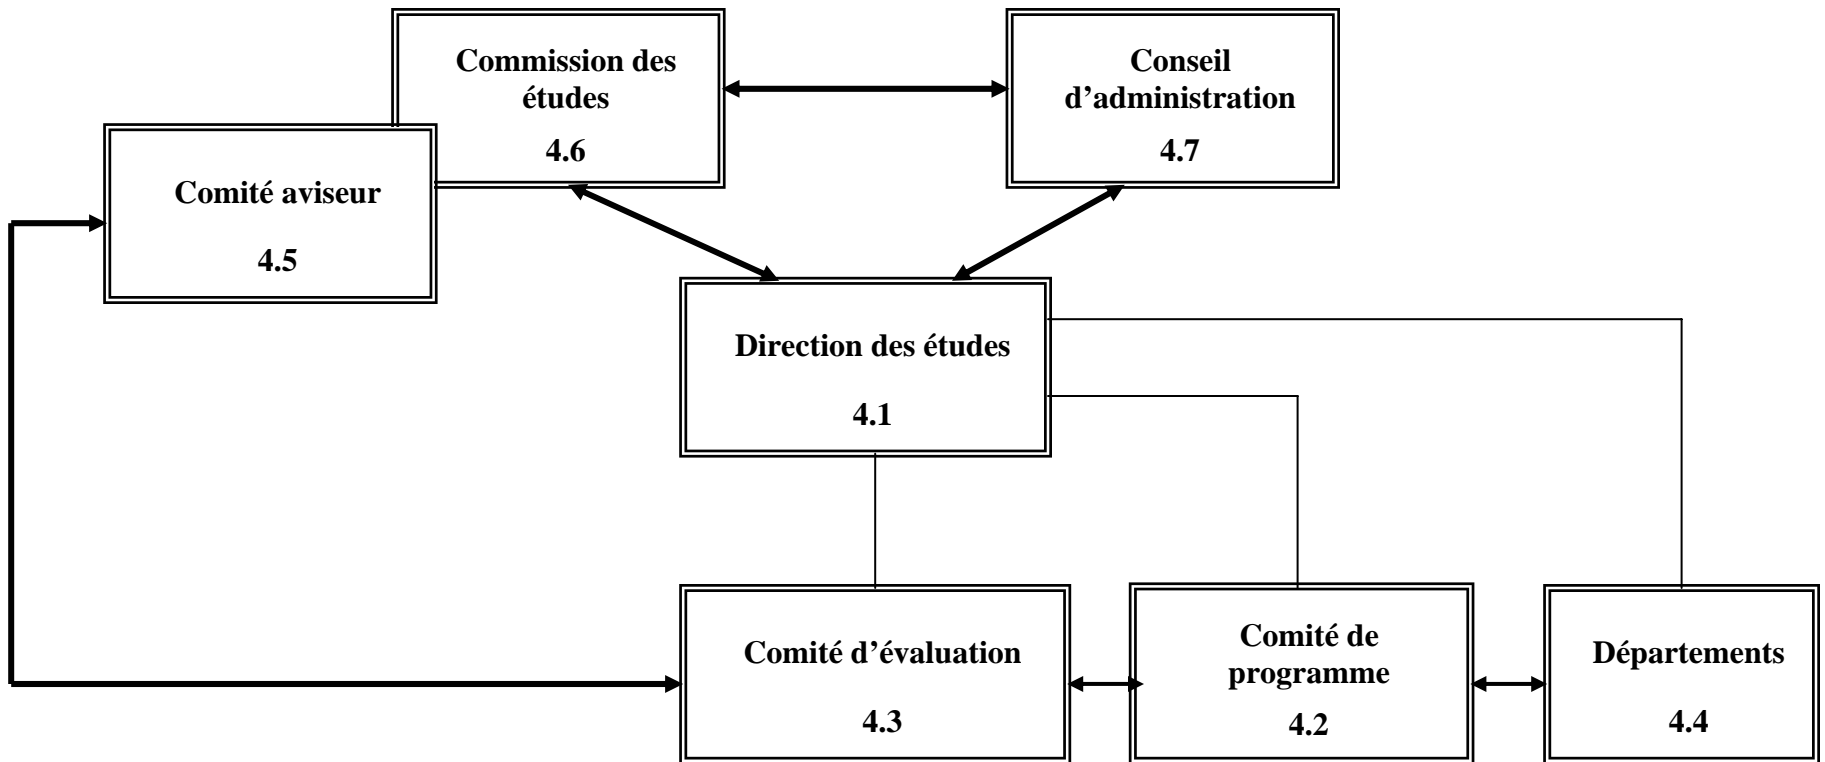 Commission des
études
4.6
Conseil
d’administration
4.7
Comité aviseur
4.5
Direction des études
4.1
Comité d’évaluation
4.3
Comité de
programme
4.2
Départements
4.4